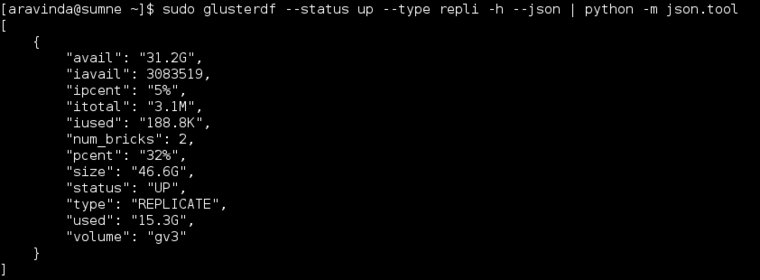 [aravinda@sumne ~]$ sudo glusterdf --status up --type repli -h --json | python -m json.tool
[
    {
        "avail": "31.2G",
        "iavail": 3083519,
        "ipcent": "5%",
        "itotal": "3.1M",
        "iused": "188.8K",
        "num_bricks": 2,
        "pcent": "32%",
        "size": "46.6G",
        "status": "UP",
        "type": "REPLICATE",
        "used": "15.3G",
        "volume": "gv3"
    }
]